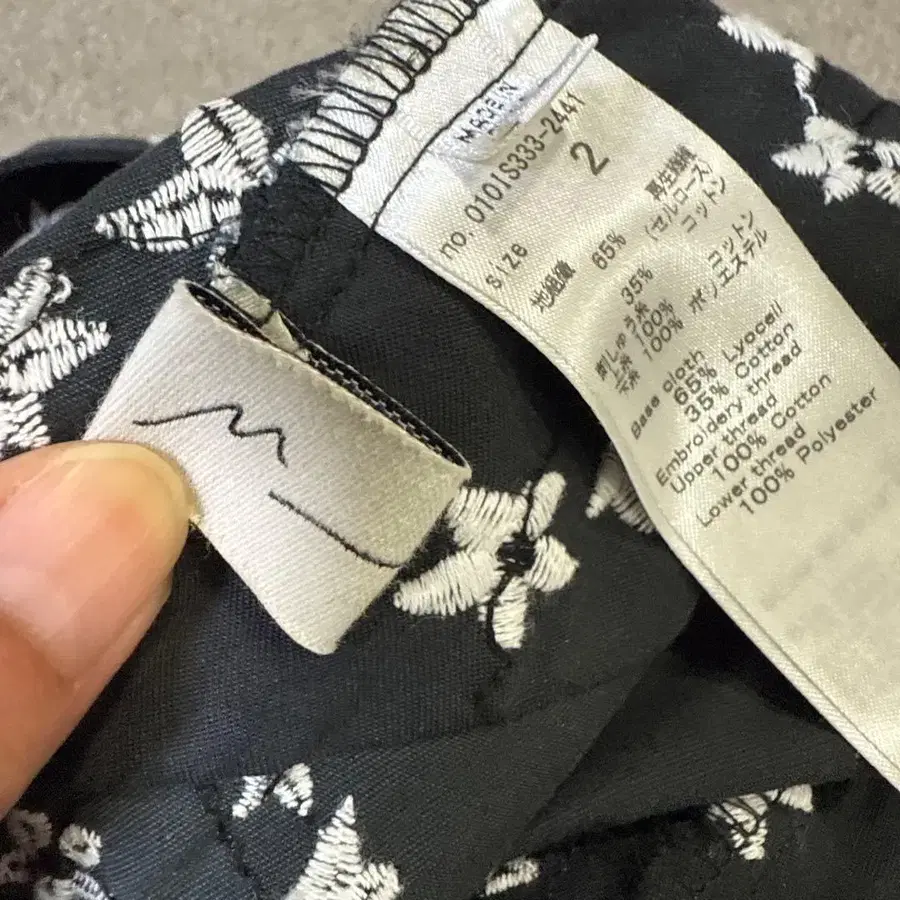 MADE IN
no. 0101S333-2441
size 2
地組織 65% 再生繊維
(セルロース)
35% コットン
刺しゅう糸
上糸 100% コットン
下糸 100% ポリエステル
Base cloth
65% Lyocell
35% Cotton
Embroidery thread
Upper thread
100% Cotton
Lower thread
100% Polyester